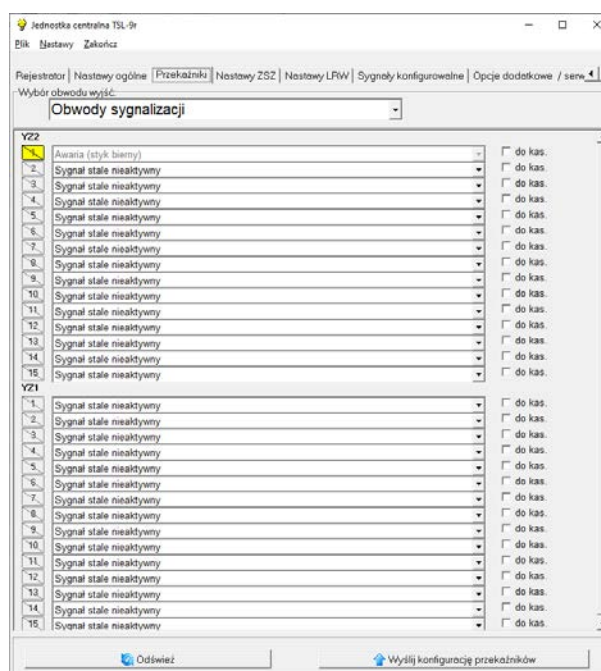 Jednostka centralna TSL-9r
Plik Nastawy Zakończ
Rejestrator Nastawy ogólne Przekaźniki Nastawy ZSZ Nastawy LRW Sygnały konfigurowalne Opcje dodatkowe / serw
Wybór obwodu wyjść:
Obwody sygnalizacji
YZ2
1 Awaria (styk bierny) do kas.
2 Sygnał stale nieaktywny do kas.
3 Sygnał stale nieaktywny do kas.
4 Sygnał stale nieaktywny do kas.
5 Sygnał stale nieaktywny do kas.
6 Sygnał stale nieaktywny do kas.
7 Sygnał stale nieaktywny do kas.
8 Sygnał stale nieaktywny do kas.
9 Sygnał stale nieaktywny do kas.
10 Sygnał stale nieaktywny do kas.
11 Sygnał stale nieaktywny do kas.
12 Sygnał stale nieaktywny do kas.
13 Sygnał stale nieaktywny do kas.
14 Sygnał stale nieaktywny do kas.
15 Sygnał stale nieaktywny do kas.
YZ1
1 Sygnał stale nieaktywny do kas.
2 Sygnał stale nieaktywny do kas.
3 Sygnał stale nieaktywny do kas.
4 Sygnał stale nieaktywny do kas.
5 Sygnał stale nieaktywny do kas.
6 Sygnał stale nieaktywny do kas.
7 Sygnał stale nieaktywny do kas.
8 Sygnał stale nieaktywny do kas.
9 Sygnał stale nieaktywny do kas.
10 Sygnał stale nieaktywny do kas.
11 Sygnał stale nieaktywny do kas.
12 Sygnał stale nieaktywny do kas.
13 Sygnał stale nieaktywny do kas.
14 Sygnał stale nieaktywny do kas.
15 Sygnał stale nieaktywny do kas.
Odśwież Wyślij konfigurację przekaźników